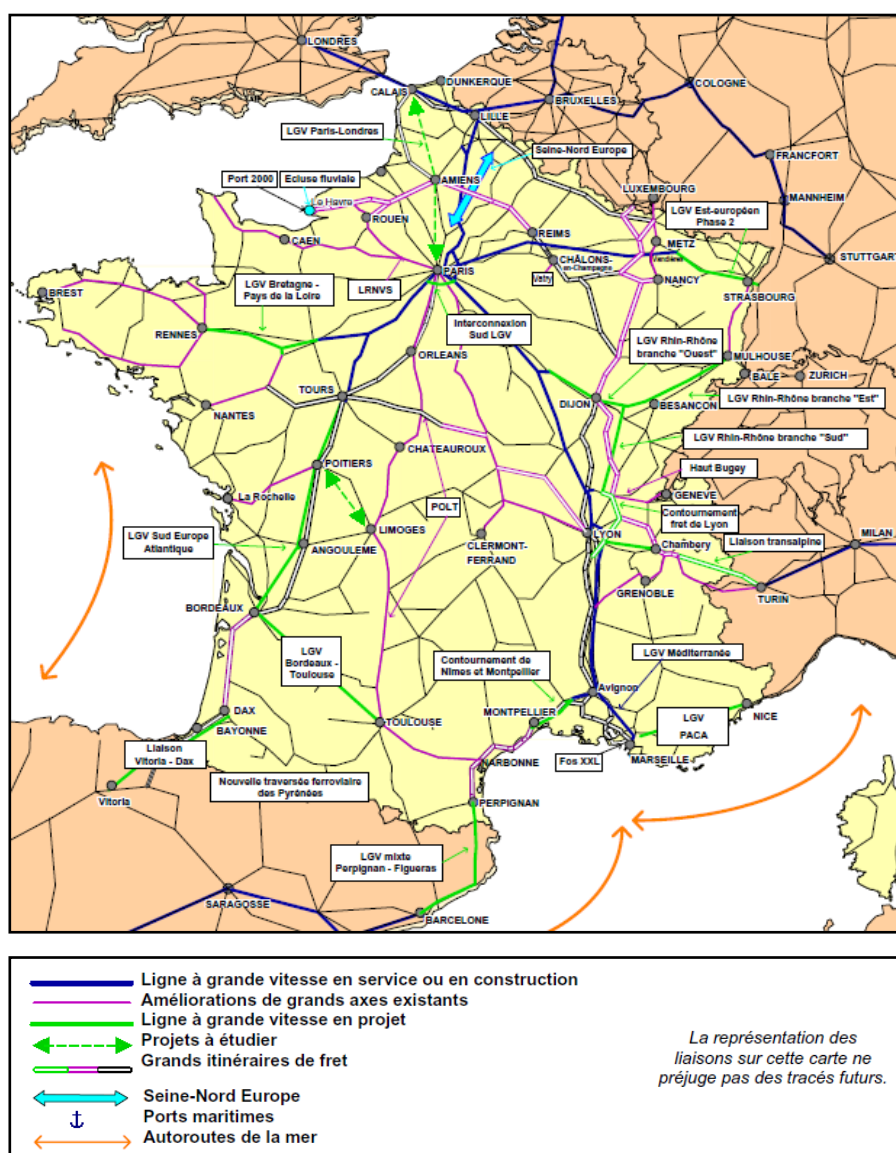 LONDRES
DUNKERQUE
CALAIS
COLOGNE
BRUXELLES
LILLE
LGV Paris-Londres
Seine-Nord Europe
FRANCFORT
Port 2000
Ecluse fluviale
AMIENS
LUXEMBOURG
MANNHEIM
Le Havre
ROUEN
LGV Est-européen
Phase 2
REIMS
CAEN
METZ
CHÂLONS
en-Champagne
Vandières
STUTTGART
PARIS
Vatry
NANCY
STRASBOURG
BREST
LGV Bretagne -
Pays de la Loire
LRNVS
RENNES
Interconnexion
Sud LGV
ORLEANS
LGV Rhin-Rhône
branche "Ouest"
MULHOUSE
BALE
ZURICH
TOURS
NANTES
DIJON
BESANCON
LGV Rhin-Rhône branche "Est"
LGV Rhin-Rhône branche "Sud"
CHATEAUROUX
POITIERS
Haut Bugey
La Rochelle
POLT
GENEVE
Contournement
fret de Lyon
LGV Sud Europe
Atlantique
LIMOGES
ANGOULEME
CLERMONT-
FERRAND
LYON
Chambery
Liaison transalpine
MILAN
GRENOBLE
TURIN
BORDEAUX
LGV
Bordeaux -
Toulouse
Contournement de
Nîmes et Montpellier
LGV Méditerranée
Avignon
DAX
BAYONNE
MONTPELLIER
TOULOUSE
LGV
PACA
NICE
Liaison
Vitoria - Dax
Vitoria
NARBONNE
Fos XXL
MARSEILLE
Nouvelle traversée ferroviaire
des Pyrénées
PERPIGNAN
LGV mixte
Perpignan - Figueras
SARAGOSSE
BARCELONE
Ligne à grande vitesse en service ou en construction
Améliorations de grands axes existants
Ligne à grande vitesse en projet
Projets à étudier
Grands itinéraires de fret
Seine-Nord Europe
Ports maritimes
Autoroutes de la mer
La représentation des
liaisons sur cette carte ne
préjuge pas des tracés futurs.